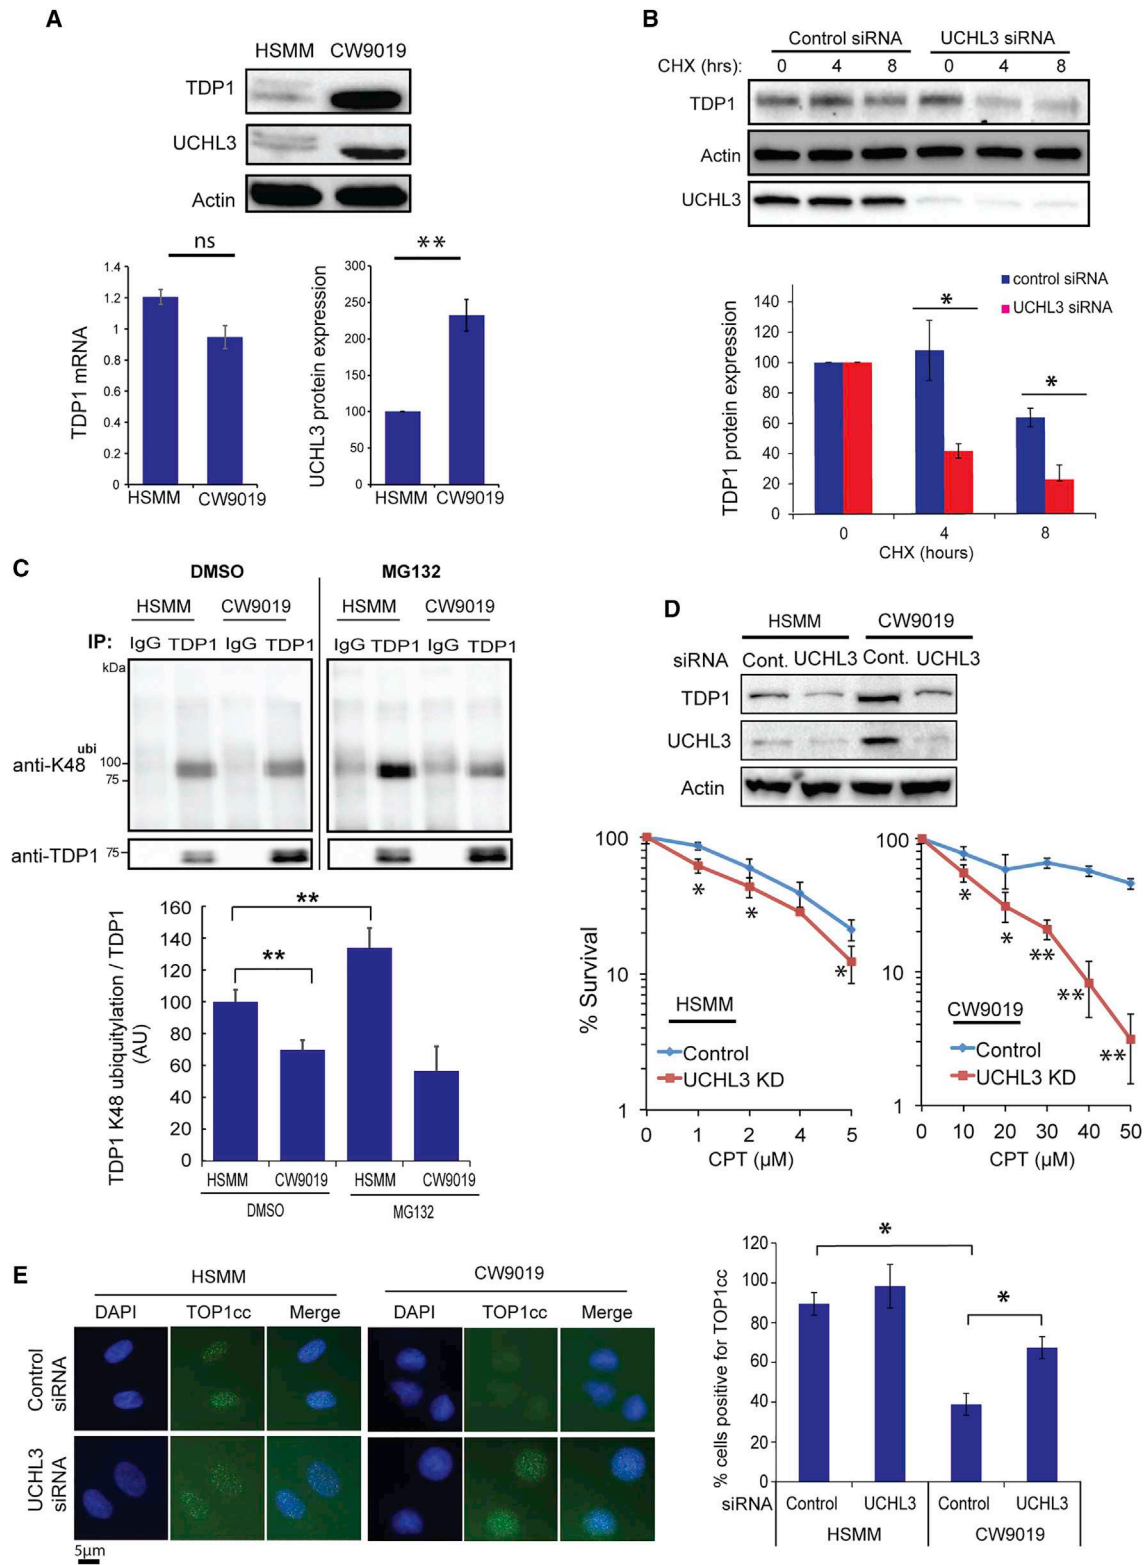 A
HSMM CW9019
TDP1
UCHL3
Actin
ns
1.4
1.2
1
0.8
0.6
0.4
0.2
0
TDP1 mRNA
HSMM CW9019
**
300
250
200
150
100
50
0
UCHL3 protein expression
HSMM CW9019
B
Control siRNA UCHL3 siRNA
CHX (hrs): 0 4 8 0 4 8
TDP1
Actin
UCHL3
control siRNA
UCHL3 siRNA
140
120
100
80
60
40
20
0
TDP1 protein expression
*
*
0 4 8
CHX (hours)
C
DMSO MG132
HSMM CW9019 HSMM CW9019
IP: IgG TDP1 IgG TDP1 IgG TDP1 IgG TDP1
kDa
anti-K48 ubi
100
75
anti-TDP1
75
160
140
120
100
80
60
40
20
0
TDP1 K48 ubiquitylation / TDP1
(AU)
**
**
HSMM CW9019 HSMM CW9019
DMSO MG132
D
HSMM CW9019
siRNA Cont. UCHL3 Cont. UCHL3
TDP1
UCHL3
Actin
100
10
1
% Survival
* * *
HSMM
Control
UCHL3 KD
0 1 2 4 5
CPT (µM)
100
10
1
* * ** ** **
CW9019
Control
UCHL3 KD
0 10 20 30 40 50
CPT (µM)
E
HSMM CW9019
DAPI TOP1cc Merge DAPI TOP1cc Merge
Control
siRNA
UCHL3
siRNA
5µm
120
100
80
60
40
20
0
% cells positive for TOP1cc
*
*
siRNA Control UCHL3 Control UCHL3
HSMM CW9019